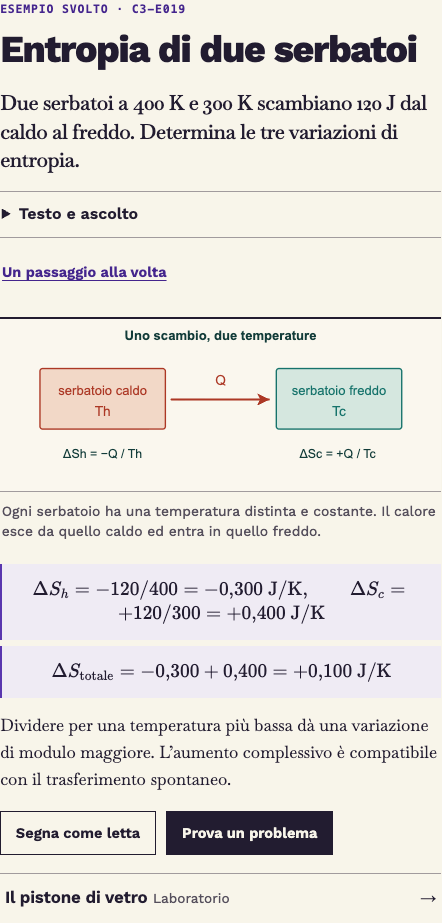 ESEMPIO SVOLTO · C3-E019
Entropia di due serbatoi
Due serbatoi a 400 K e 300 K scambiano 120 J dal
caldo al freddo. Determina le tre variazioni di
entropia.
▶ Testo e ascolto
Un passaggio alla volta
Uno scambio, due temperature
serbatoio caldo
Th
Q
serbatoio freddo
Tc
ΔSh = −Q / Th
ΔSc = +Q / Tc
Ogni serbatoio ha una temperatura distinta e costante. Il calore
esce da quello caldo ed entra in quello freddo.
ΔS_h = −120/400 = −0,300 J/K, ΔS_c =
+120/300 = +0,400 J/K
ΔS_totale = −0,300 + 0,400 = +0,100 J/K
Dividere per una temperatura più bassa dà una variazione
di modulo maggiore. L’aumento complessivo è compatibile
con il trasferimento spontaneo.
Segna come letta
Prova un problema
Il pistone di vetro Laboratorio →